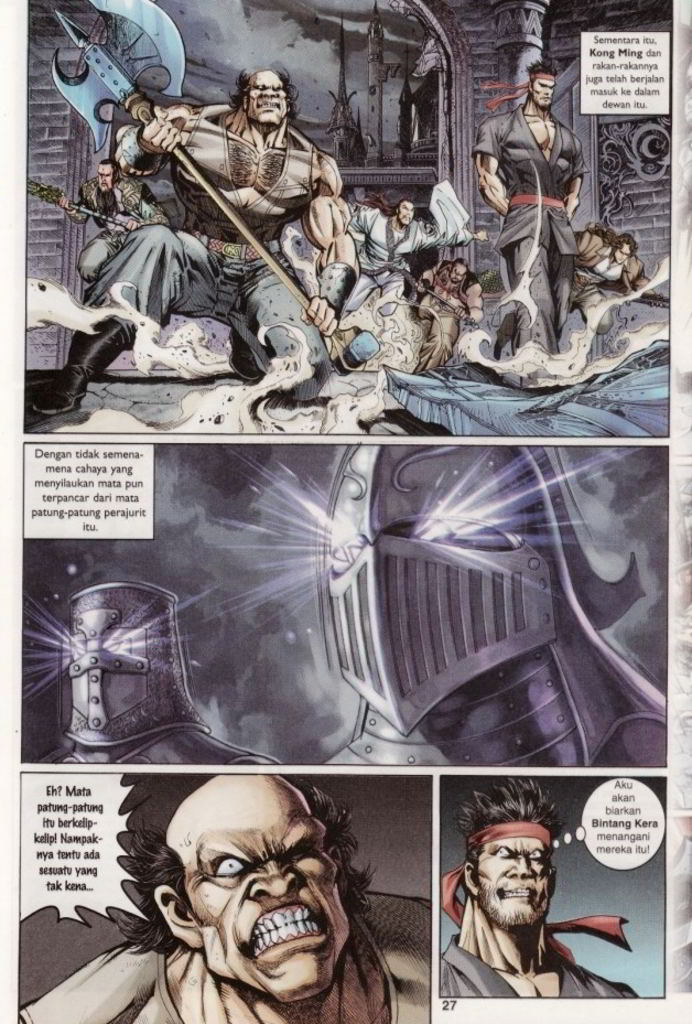 Sementara itu,
Kong Ming dan
rakan-rakannya
juga telah berjalan
masuk ke dalam
dewan itu.
Dengan tidak semena-
mena cahaya yang
menyilaukan mata pun
terpancar dari mata
patung-patung perajurit
itu.
Eh? Mata
patung-patung
itu berkelip-
kelip! Nampak-
nya tentu ada
sesuatu yang
tak kena...
Aku
akan
biarkan
Bintang Kera
menangani
mereka itu!
27